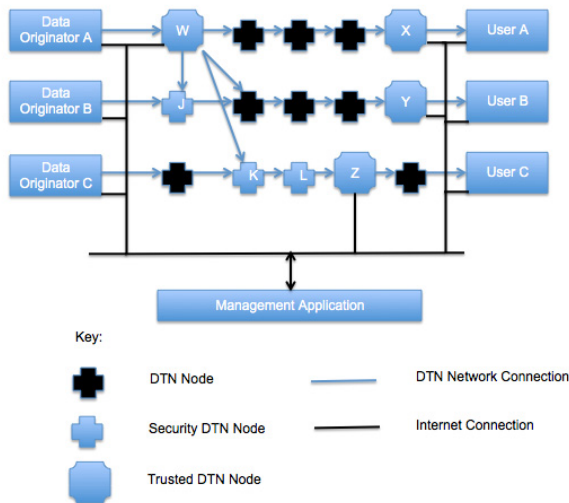 Data
Originator A
W
X
User A
Data
Originator B
J
Y
User B
Data
Originator C
K
L
Z
User C
Management Application
Key:
DTN Node
DTN Network Connection
Security DTN Node
Internet Connection
Trusted DTN Node